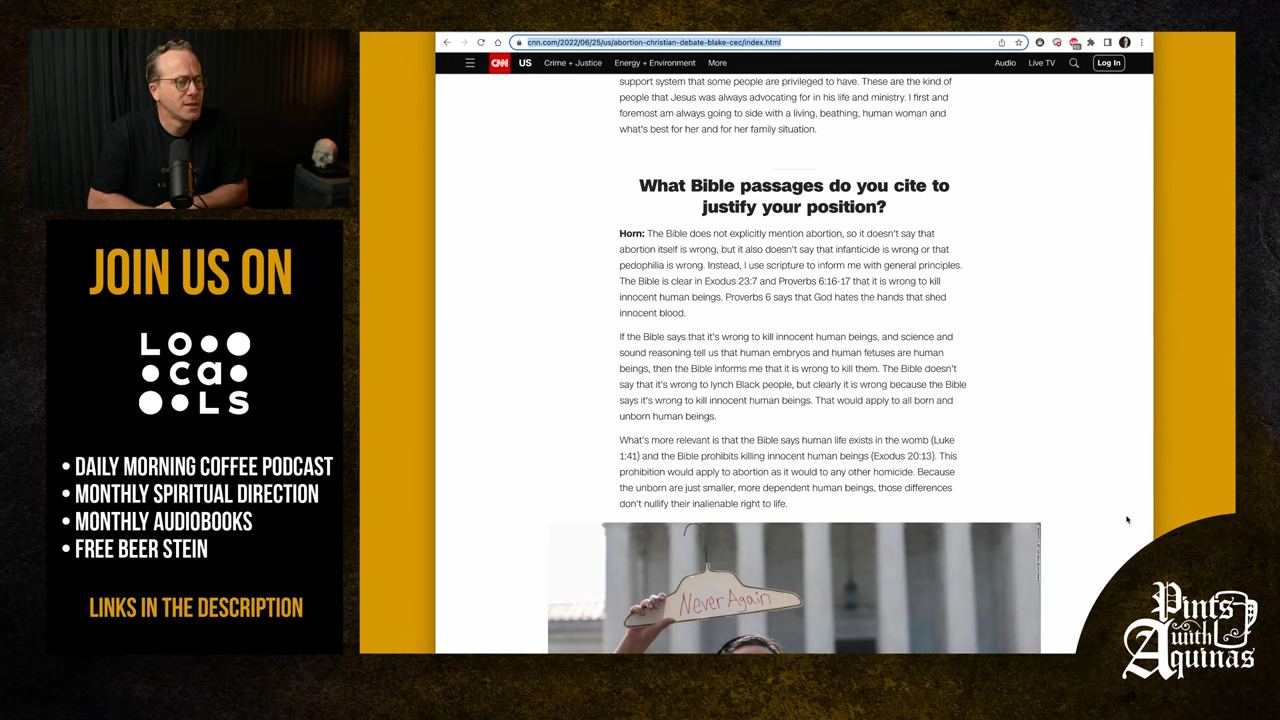 JOIN US ON
LOCALS
• DAILY MORNING COFFEE PODCAST
• MONTHLY SPIRITUAL DIRECTION
• MONTHLY AUDIOBOOKS
• FREE BEER STEIN
LINKS IN THE DESCRIPTION
cnn.com/2022/06/25/us/abortion-christian-debate-blake-cec/index.html
CNN US Crime + Justice Energy + Environment More Audio Live TV Log In
support system that some people are privileged to have. These are the kind of
people that Jesus was always advocating for in his life and ministry. I first and
foremost am always going to side with a living, beathing, human woman and
what's best for her and for her family situation.
What Bible passages do you cite to
justify your position?
Horn: The Bible does not explicitly mention abortion, so it doesn't say that
abortion itself is wrong, but it also doesn't say that infanticide is wrong or that
pedophilia is wrong. Instead, I use scripture to inform me with general principles.
The Bible is clear in Exodus 23:7 and Proverbs 6:16-17 that it is wrong to kill
innocent human beings. Proverbs 6 says that God hates the hands that shed
innocent blood.
If the Bible says that it's wrong to kill innocent human beings, and science and
sound reasoning tell us that human embryos and human fetuses are human
beings, then the Bible informs me that it is wrong to kill them. The Bible doesn't
say that it's wrong to lynch Black people, but clearly it is wrong because the Bible
says it's wrong to kill innocent human beings. That would apply to all born and
unborn human beings.
What's more relevant is that the Bible says human life exists in the womb (Luke
1:41) and the Bible prohibits killing innocent human beings (Exodus 20:13). This
prohibition would apply to abortion as it would to any other homicide. Because
the unborn are just smaller, more dependent human beings, those differences
don't nullify their inalienable right to life.
Never Again
Pints
with
Aquinas